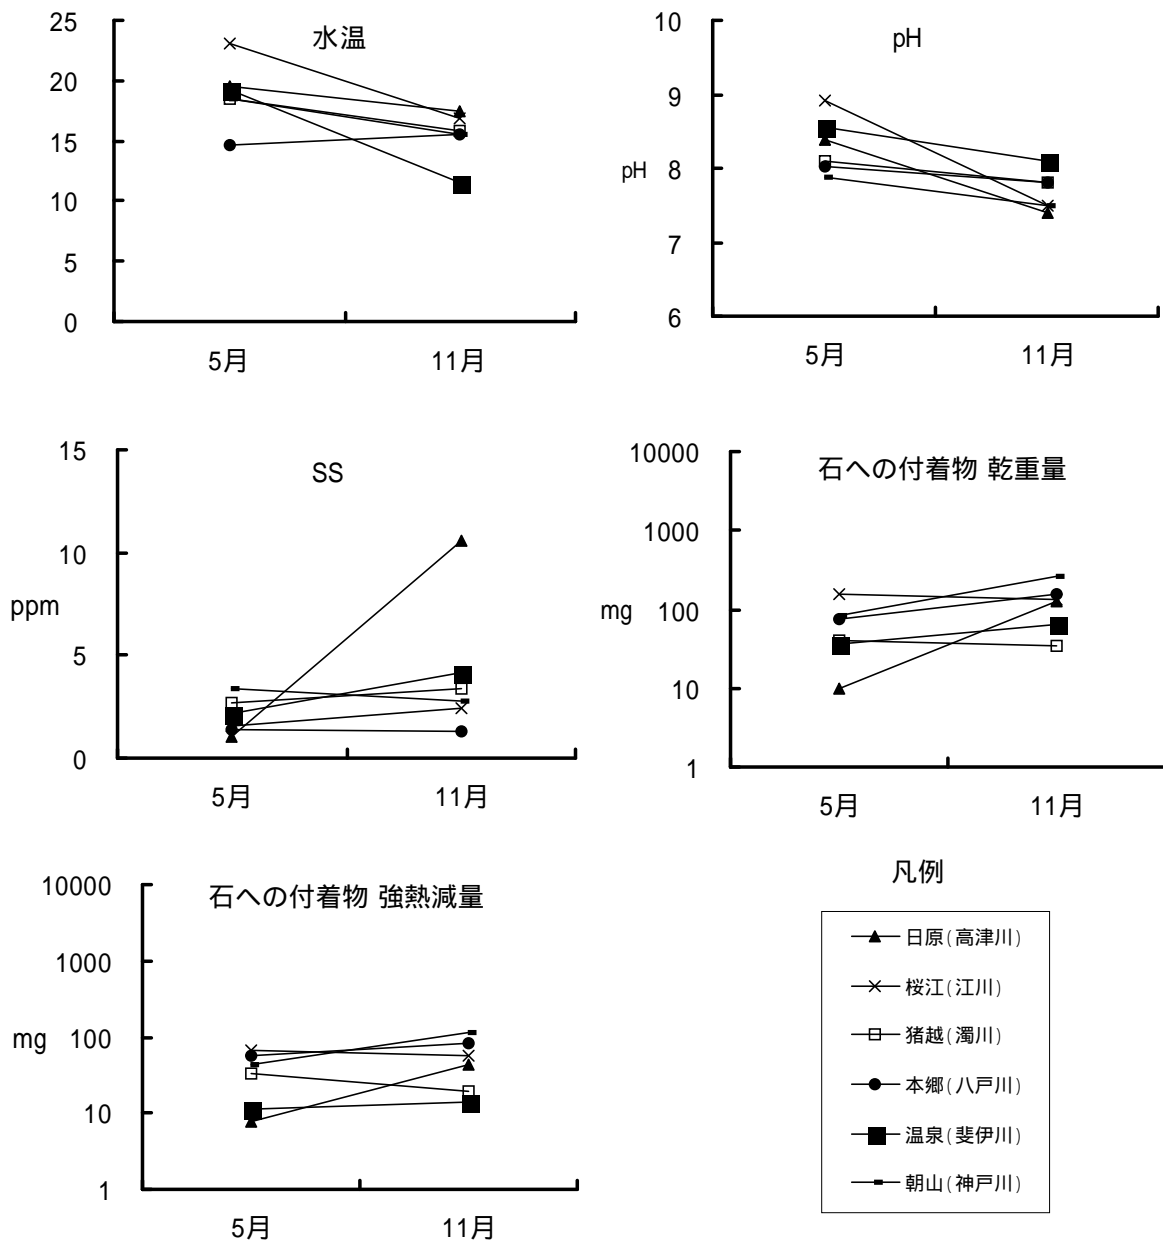 水温
25
20
15
10
5
0
5月
11月
pH
pH
10
9
8
7
6
5月
11月
SS
ppm
15
10
5
0
5月
11月
石への付着物 乾重量
mg
10000
1000
100
10
1
5月
11月
石への付着物 強熱減量
mg
10000
1000
100
10
1
5月
11月
凡例
日原(高津川)
桜江(江川)
猪越(濁川)
本郷(八戸川)
温泉(斐伊川)
朝山(神戸川)